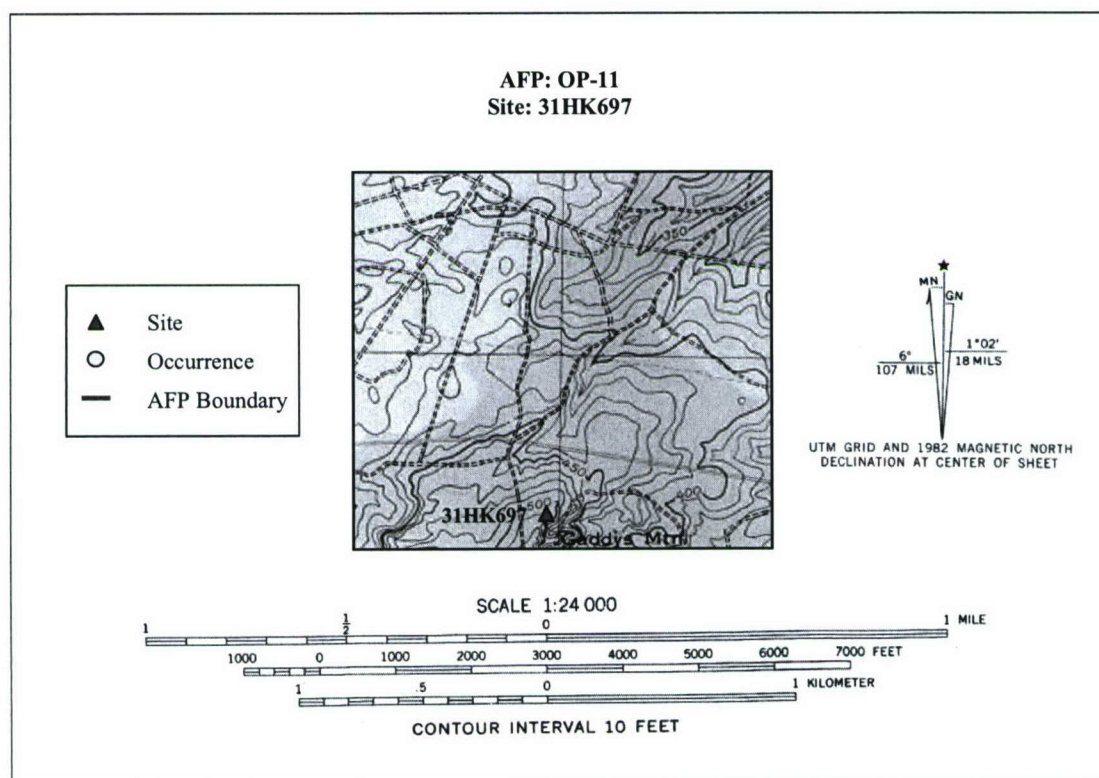 AFP: OP-11
Site: 31HK697
350
450
400
500
31HK697
Gaddys Mtn
Site
Occurrence
AFP Boundary
MN
GN
6°
107 MILS
1°02'
18 MILS
UTM GRID AND 1982 MAGNETIC NORTH
DECLINATION AT CENTER OF SHEET
SCALE 1:24 000
1 1/2 0 1 MILE
1000 0 1000 2000 3000 4000 5000 6000 7000 FEET
1 .5 0 1 KILOMETER
CONTOUR INTERVAL 10 FEET